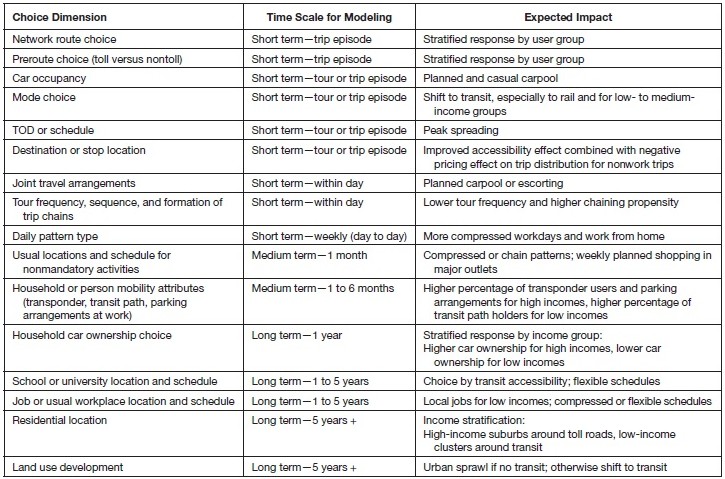 Choice Dimension Time Scale for Modeling Expected Impact
Network route choice Short term—trip episode Stratified response by user group
Preroute choice (toll versus nontoll) Short term—trip episode Stratified response by user group
Car occupancy Short term—tour or trip episode Planned and casual carpool
Mode choice Short term—tour or trip episode Shift to transit, especially to rail and for low- to medium-
income groups
TOD or schedule Short term—tour or trip episode Peak spreading
Destination or stop location Short term—tour or trip episode Improved accessibility effect combined with negative
pricing effect on trip distribution for nonwork trips
Joint travel arrangements Short term—within day Planned carpool or escorting
Tour frequency, sequence, and formation of Short term—within day Lower tour frequency and higher chaining propensity
trip chains
Daily pattern type Short term—weekly (day to day) More compressed workdays and work from home
Usual locations and schedule for Medium term—1 month Compressed or chain patterns; weekly planned shopping in
nonmandatory activities major outlets
Household or person mobility attributes Medium term—1 to 6 months Higher percentage of transponder users and parking
(transponder, transit path, parking arrangements for high incomes, higher percentage of
arrangements at work) transit path holders for low incomes
Household car ownership choice Long term—1 year Stratified response by income group:
Higher car ownership for high incomes, lower car
ownership for low incomes
School or university location and schedule Long term—1 to 5 years Choice by transit accessibility; flexible schedules
Job or usual workplace location and schedule Long term—1 to 5 years Local jobs for low incomes; compressed or flexible schedules
Residential location Long term—5 years + Income stratification:
High-income suburbs around toll roads, low-income
clusters around transit
Land use development Long term—5 years + Urban sprawl if no transit; otherwise shift to transit